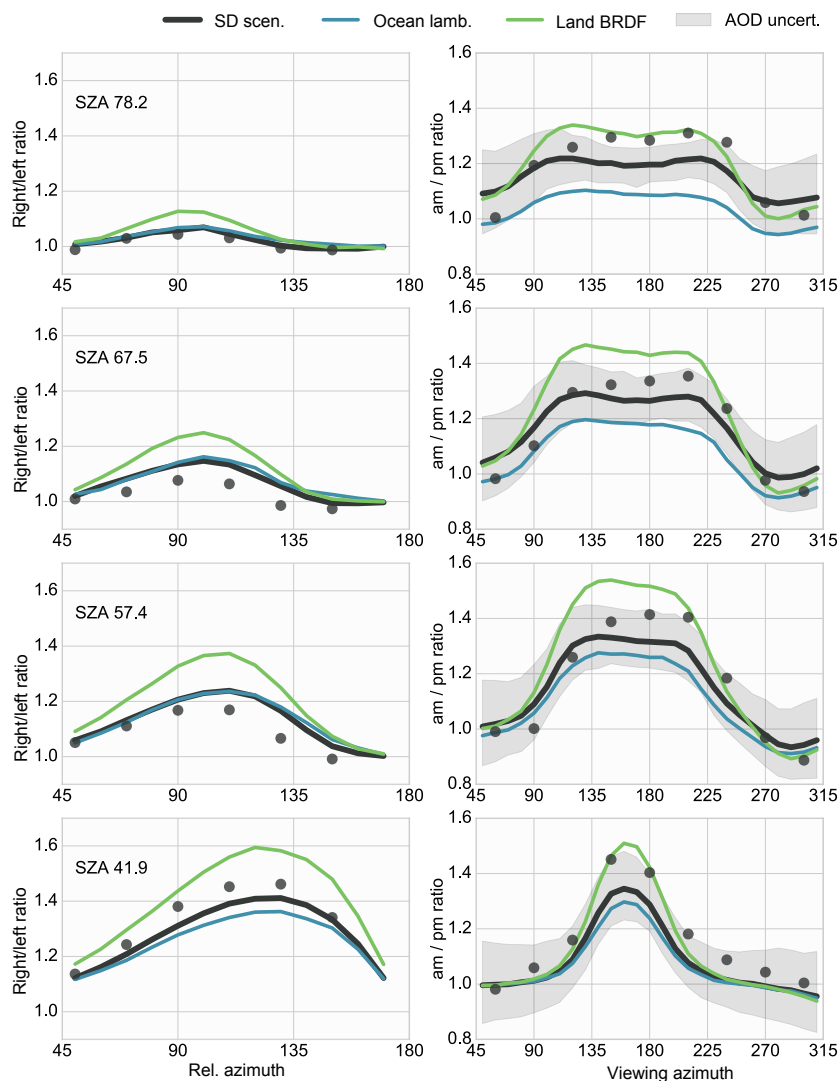 SD scen. Ocean lamb. Land BRDF AOD uncert.
1.6 1.6
SZA 78.2
1.4 1.4
Right/left ratio am / pm ratio
1.2 1.2
1.1 1.0
1.0
0.8
45 90 135 180 45 90 135 180 225 270 315
1.6 1.6
SZA 67.5
1.4 1.4
Right/left ratio am / pm ratio
1.2 1.2
1.0 1.0
0.8
45 90 135 180 45 90 135 180 225 270 315
1.6 1.6
SZA 57.4
1.4 1.4
Right/left ratio am / pm ratio
1.2 1.2
1.0 1.0
0.8
45 90 135 180 45 90 135 180 225 270 315
1.6 1.6
SZA 41.9
1.4 1.4
Right/left ratio am / pm ratio
1.2 1.2
1.0 1.0
0.8
45 90 135 180 45 90 135 180 225 270 315
Rel. azimuth Viewing azimuth